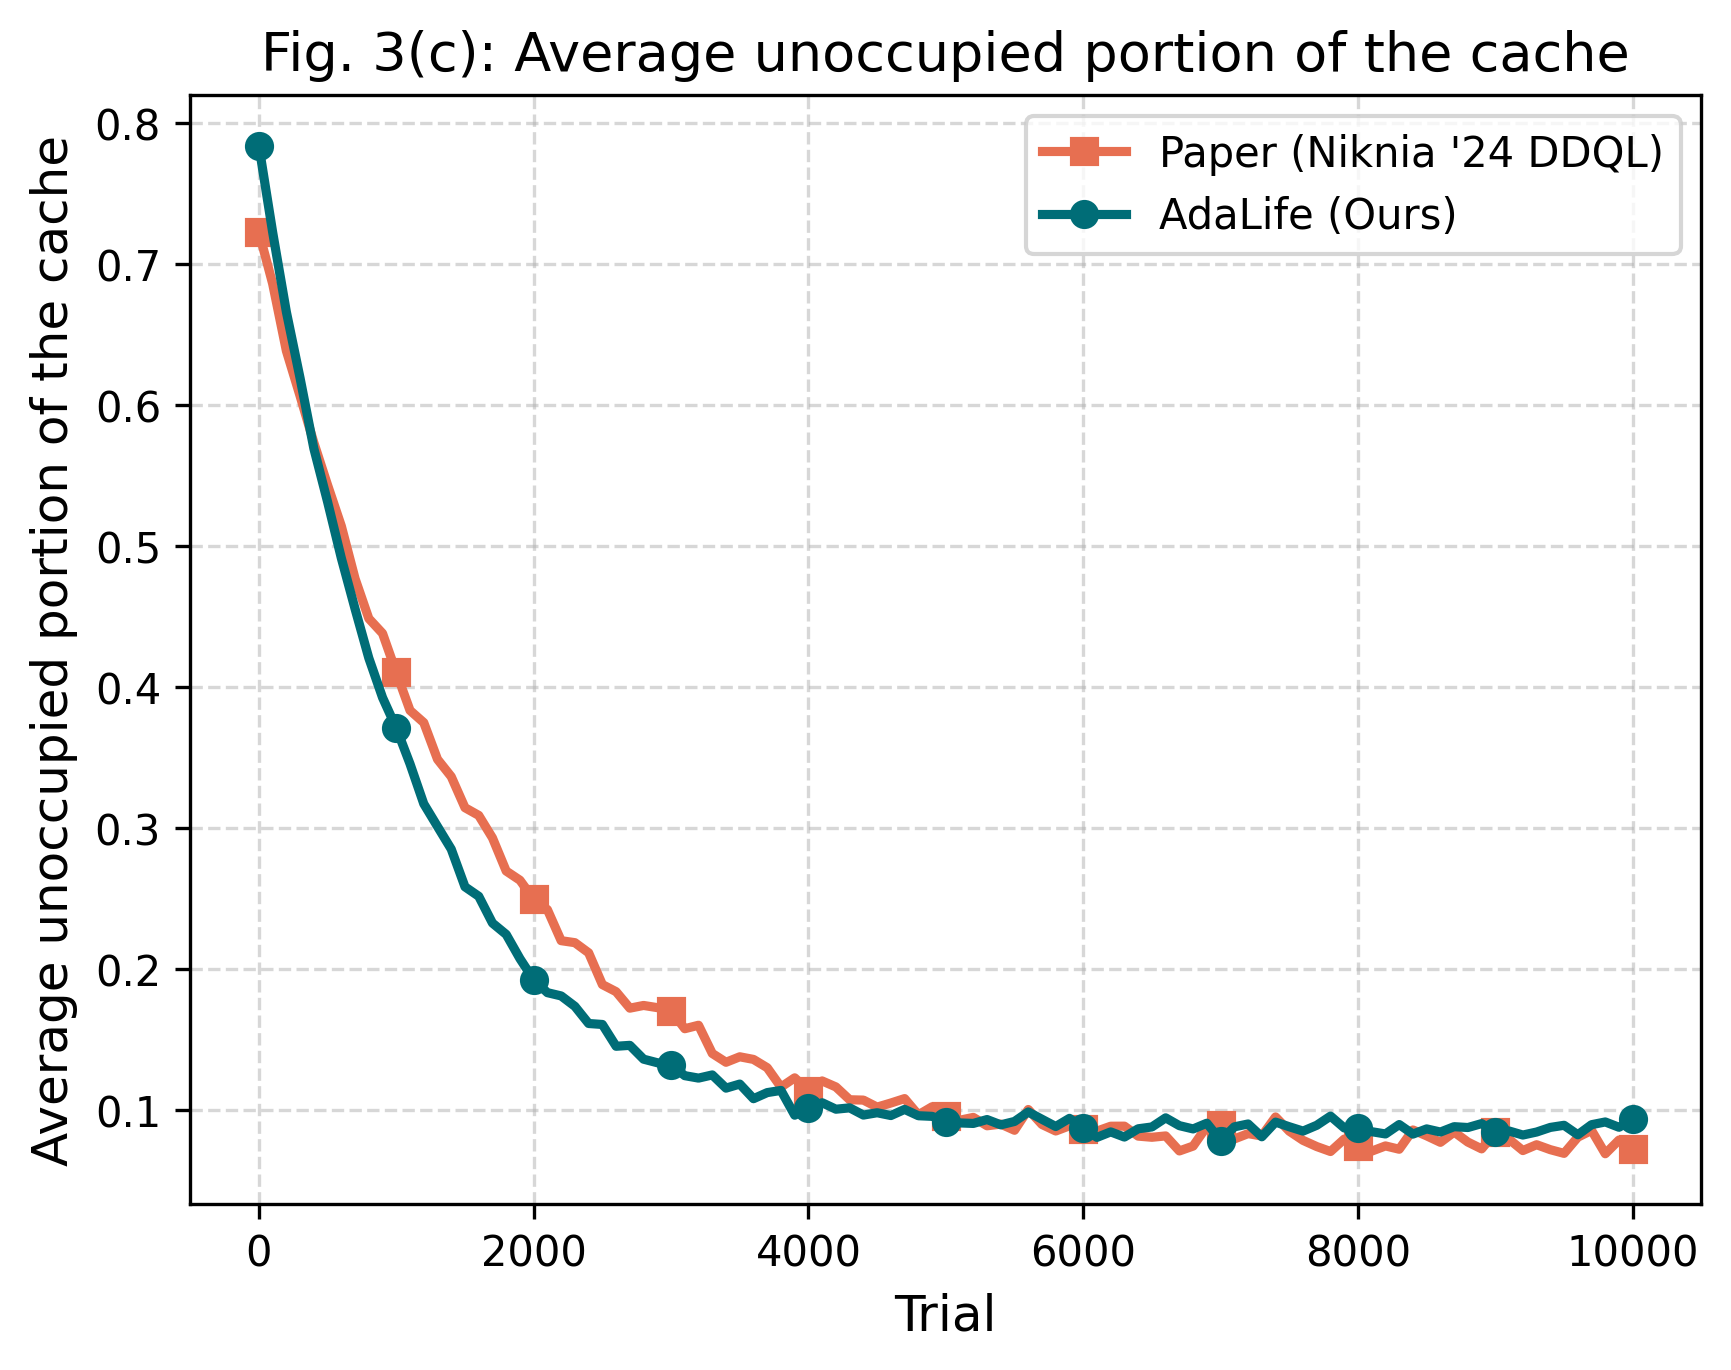 Fig. 3(c): Average unoccupied portion of the cache
Average unoccupied portion of the cache
0.8
0.7
0.6
0.5
0.4
0.3
0.2
0.1
Paper (Niknia '24 DDQL)
AdaLife (Ours)
0
2000
4000
6000
8000
10000
Trial